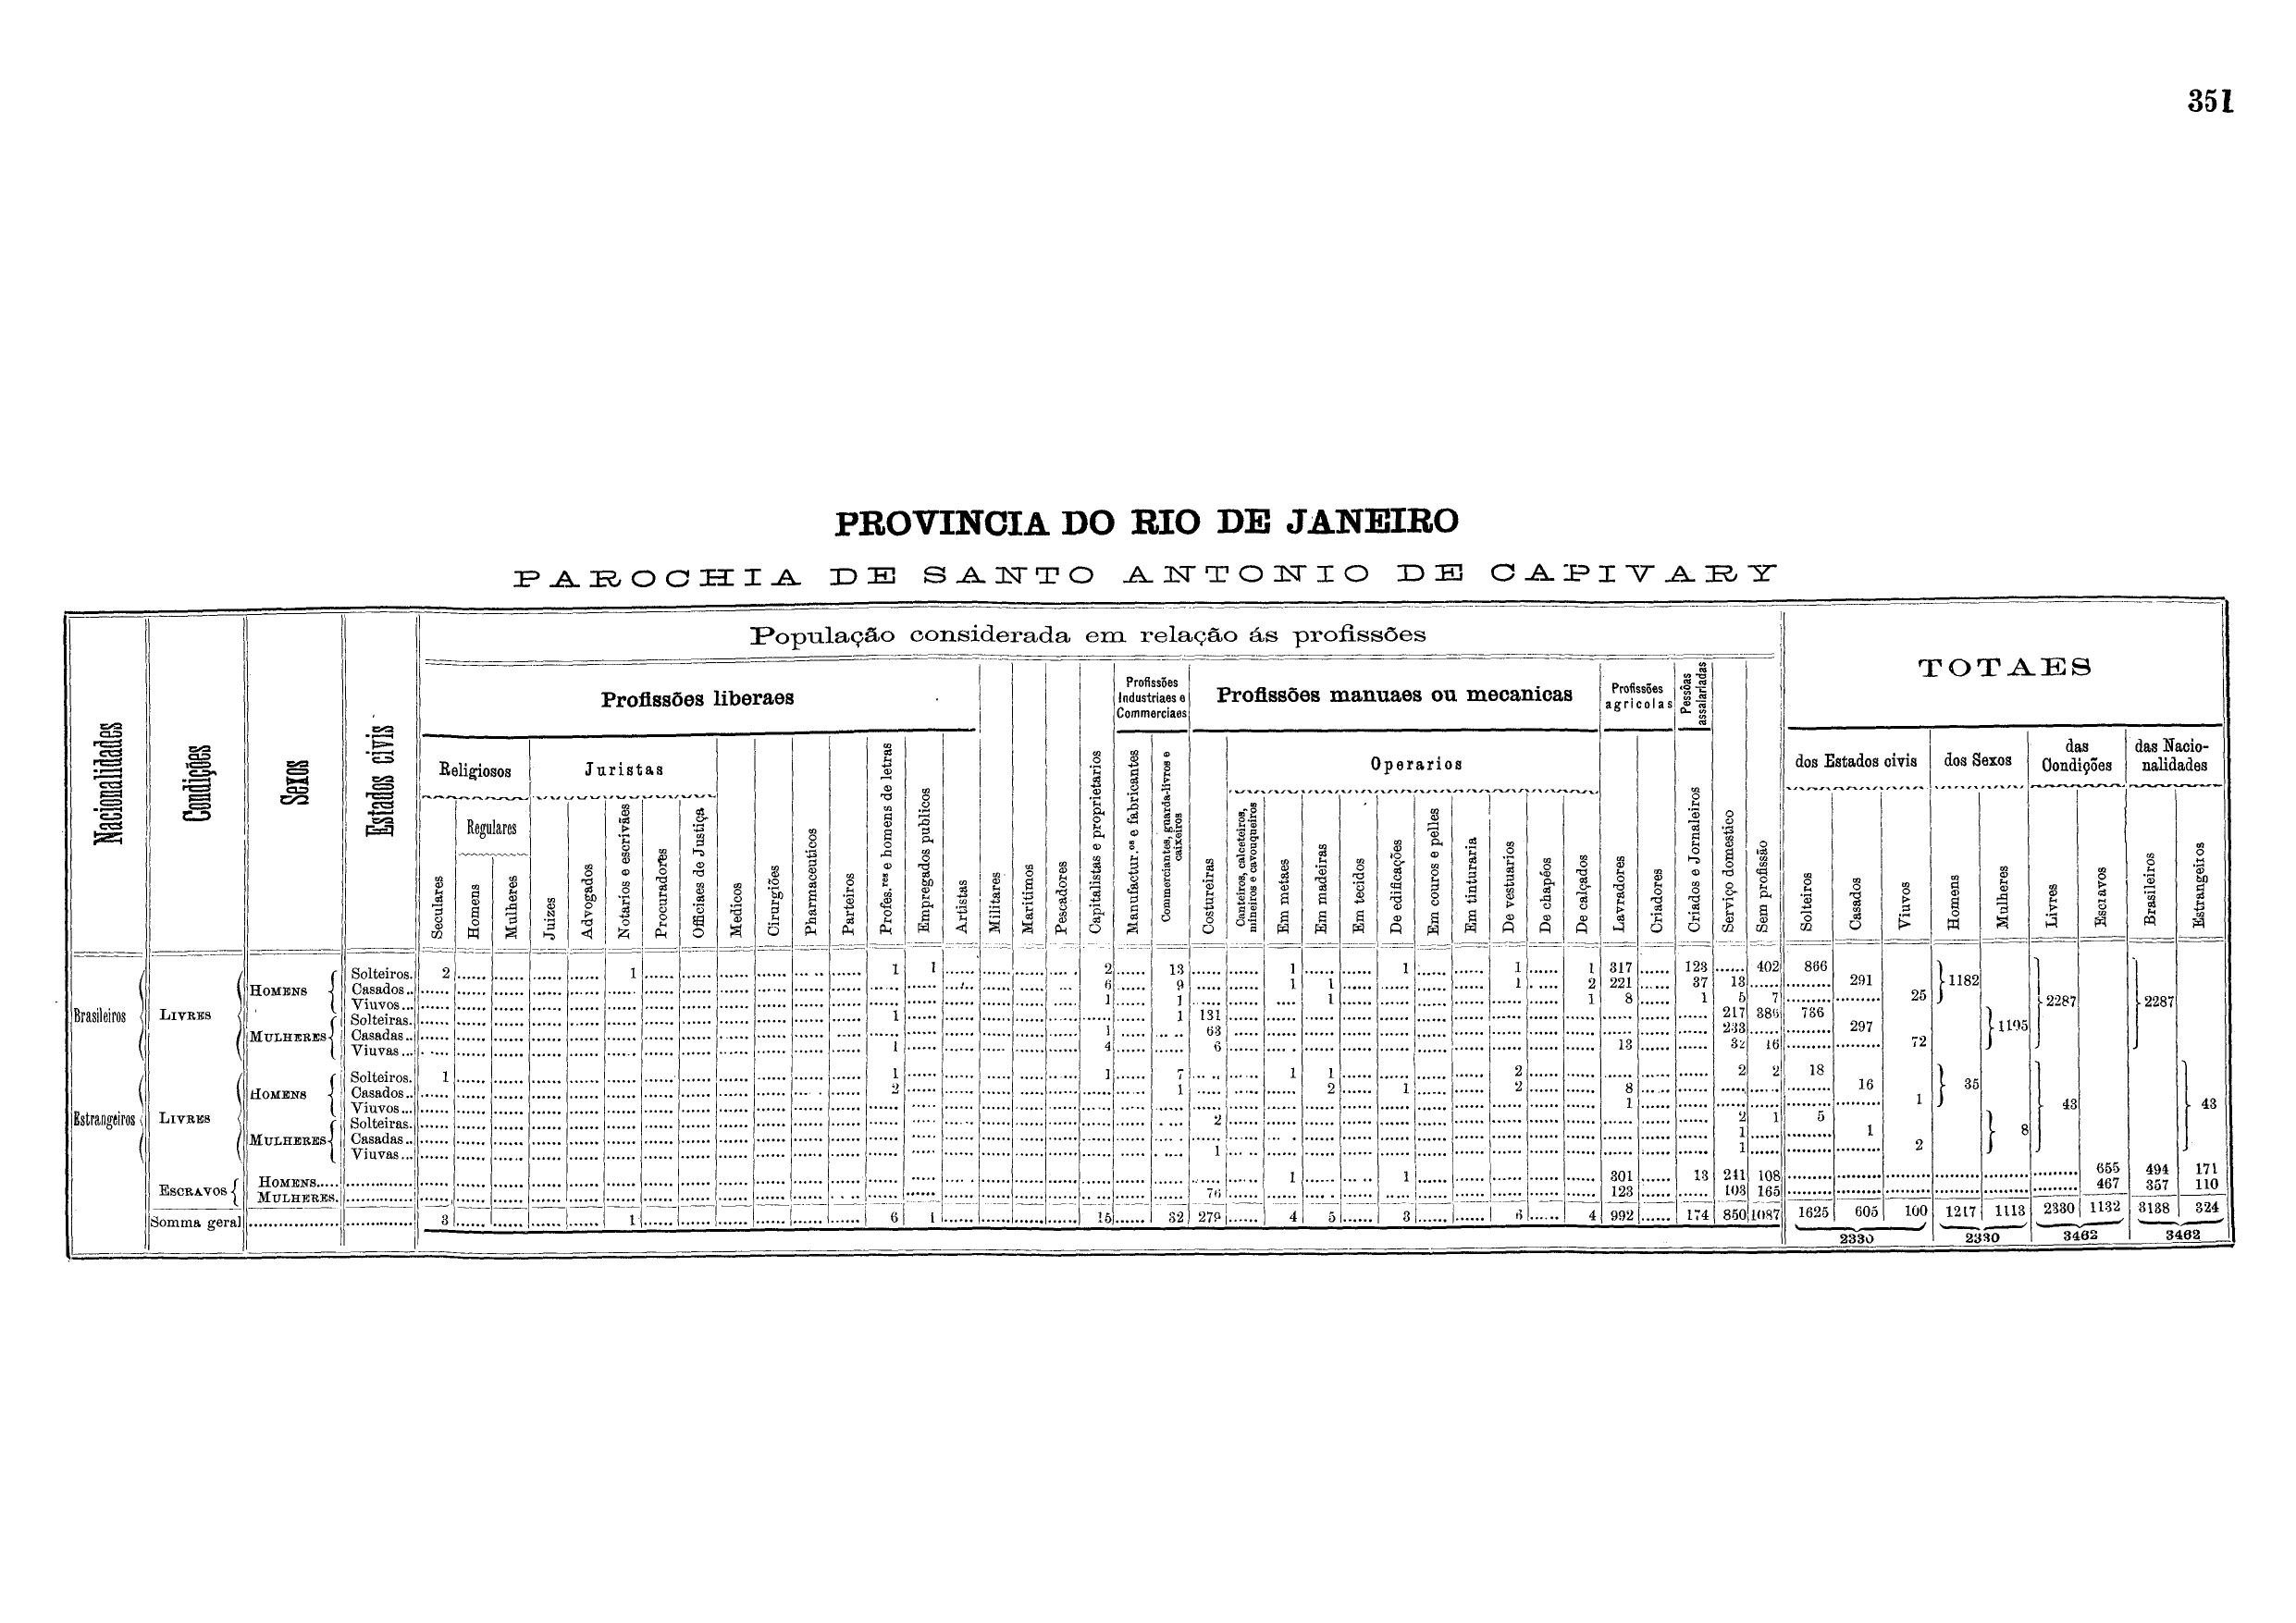 351
PROVINCIA DO RIO DE JANEIRO
PAROCHIA DE SANTO ANTONIO DE CAPIVARY
Nacionalidades
Condições
Sexos
Estados civis
População considerada em relação ás profissões
TOTAES
Profissões liberaes
Profissões Industriaes e Commerciaes
Profissões manuaes ou mecanicas
Profissões agricolas
Pessôas assalariadas
Religiosos
Juristas
Operarios
dos Estados civis
dos Sexos
das Condições
das Nacio-nalidades
Regulares
Seculares
Homens
Mulheres
Juizes
Advogados
Notarios e escrivães
Procuradores
Officiaes de Justiça
Medicos
Cirurgiões
Pharmaceuticos
Parteiros
Profes.res e homens de letras
Empregados publicos
Artistas
Militares
Maritimos
Pescadores
Capitalistas e proprietarios
Manufactur.os e fabricantes
Commerciantes, guarda-livros e caixeiros
Costureiras
Canteiros, calceteiros, mineiros e cavouqueiros
Em metaes
Em madeiras
Em tecidos
De edificações
Em couros e pelles
Em tinturaria
De vestuarios
De chapéos
De calçados
Lavradores
Criadores
Criados e Jornaleiros
Serviço domestico
Sem profissão
Solteiros
Casados
Viuvos
Homens
Mulheres
Livres
Escravos
Brasileiros
Estrangeiros
Brasileiros LIVRES HOMENS Solteiros. 2 1 1 1 2 13 1 1 1 1 317 123 402 866
Casados.. 6 9 1 1 1 2 221 37 13 291 1182
Viuvos... 1 1 1 1 8 1 5 7 25 2287 2287
MULHERES Solteiras. 1 1 131 217 386 736
Casadas.. 1 63 233 297 1105
Viuvas... 1 4 6 13 32 16 72
Estrangeiros LIVRES HOMENS Solteiros. 1 1 1 7 1 1 2 2 2 18
Casados.. 2 1 2 1 2 8 16 35
Viuvos... 1 1 43 43
MULHERES Solteiras. 2 2 1 5
Casadas.. 1 1 8
Viuvas... 1 1 2
ESCRAVOS HOMENS..... 1 1 301 13 241 108 655 494 171
MULHERES. 76 123 103 165 467 357 110
Somma geral 3 1 6 1 15 32 279 4 5 3 6 4 992 174 850 1087 1625 605 100 1217 1113 2330 1132 3138 324
2330 2330 3462 3462